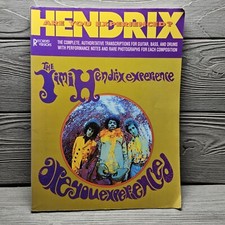 HENDRIX
ARE YOU EXPERIENCED?
THE COMPLETE, AUTHORITATIVE TRANSCRIPTIONS FOR GUITAR, BASS, AND DRUMS
WITH PERFORMANCE NOTES AND RARE PHOTOGRAPHS FOR EACH COMPOSITION
THE
Jimi Hendrix experience
are you experienced